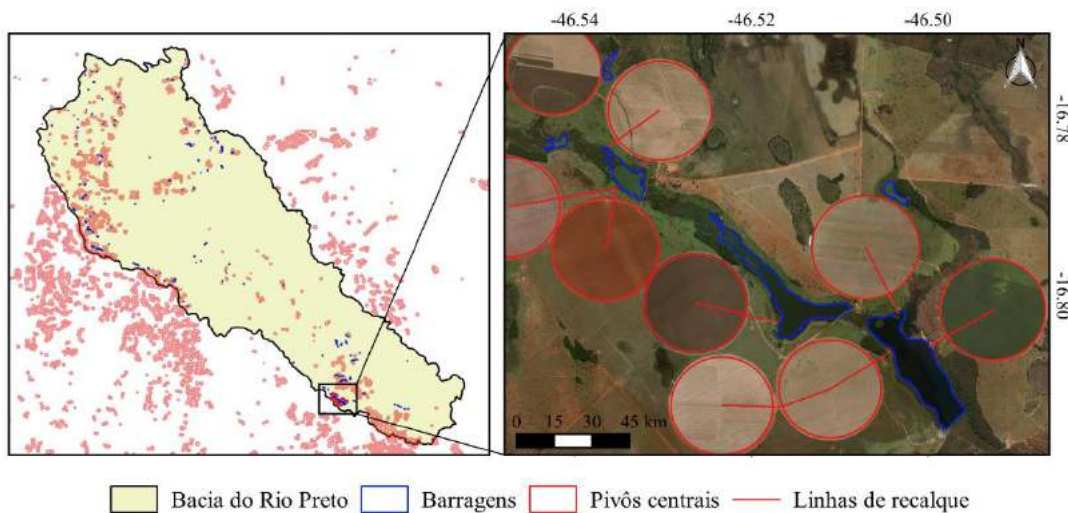 -46.54 -46.52 -46.50
N
-16.78
-16.80
0 15 30 45 km
Bacia do Rio Preto Barragens Pivôs centrais Linhas de recalque